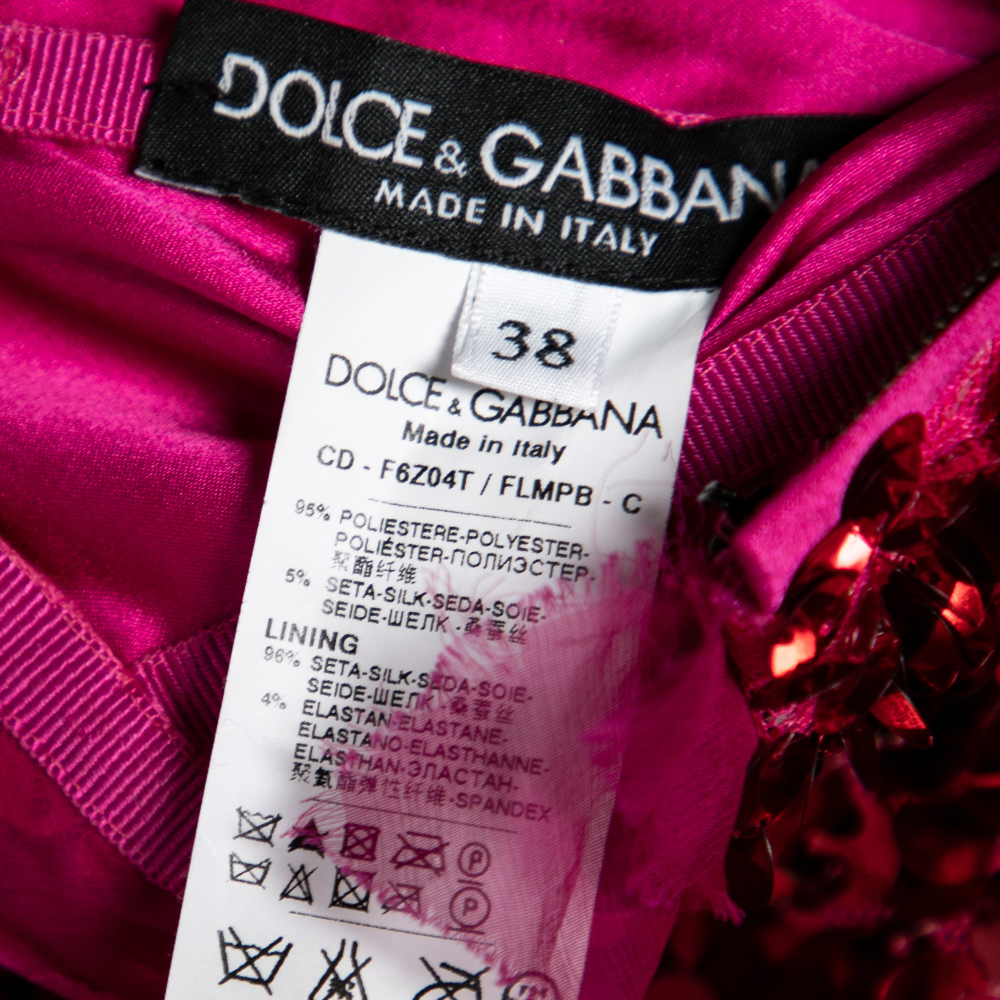 DOLCE & GABBANA
MADE IN ITALY
38
DOLCE & GABBANA
Made in Italy
CD - F6Z04T / FLMPB - C
95% POLIESTERE-POLYESTER-
POLIÉSTER-ПОЛИЭСТЕР-
聚酯纤维
5% SETA-SILK-SEDA-SOIE-
SEIDE-ШЕЛК-桑蚕丝
LINING
96% SETA-SILK-SEDA-SOIE-
SEIDE-ШЕЛК-桑蚕丝
4% ELASTAN-ELASTANE-
ELASTANO-ELASTHANNE-
ELASTHAN-ЭЛАСТАН-
聚氨酯弹性纤维-SPANDEX
P
P